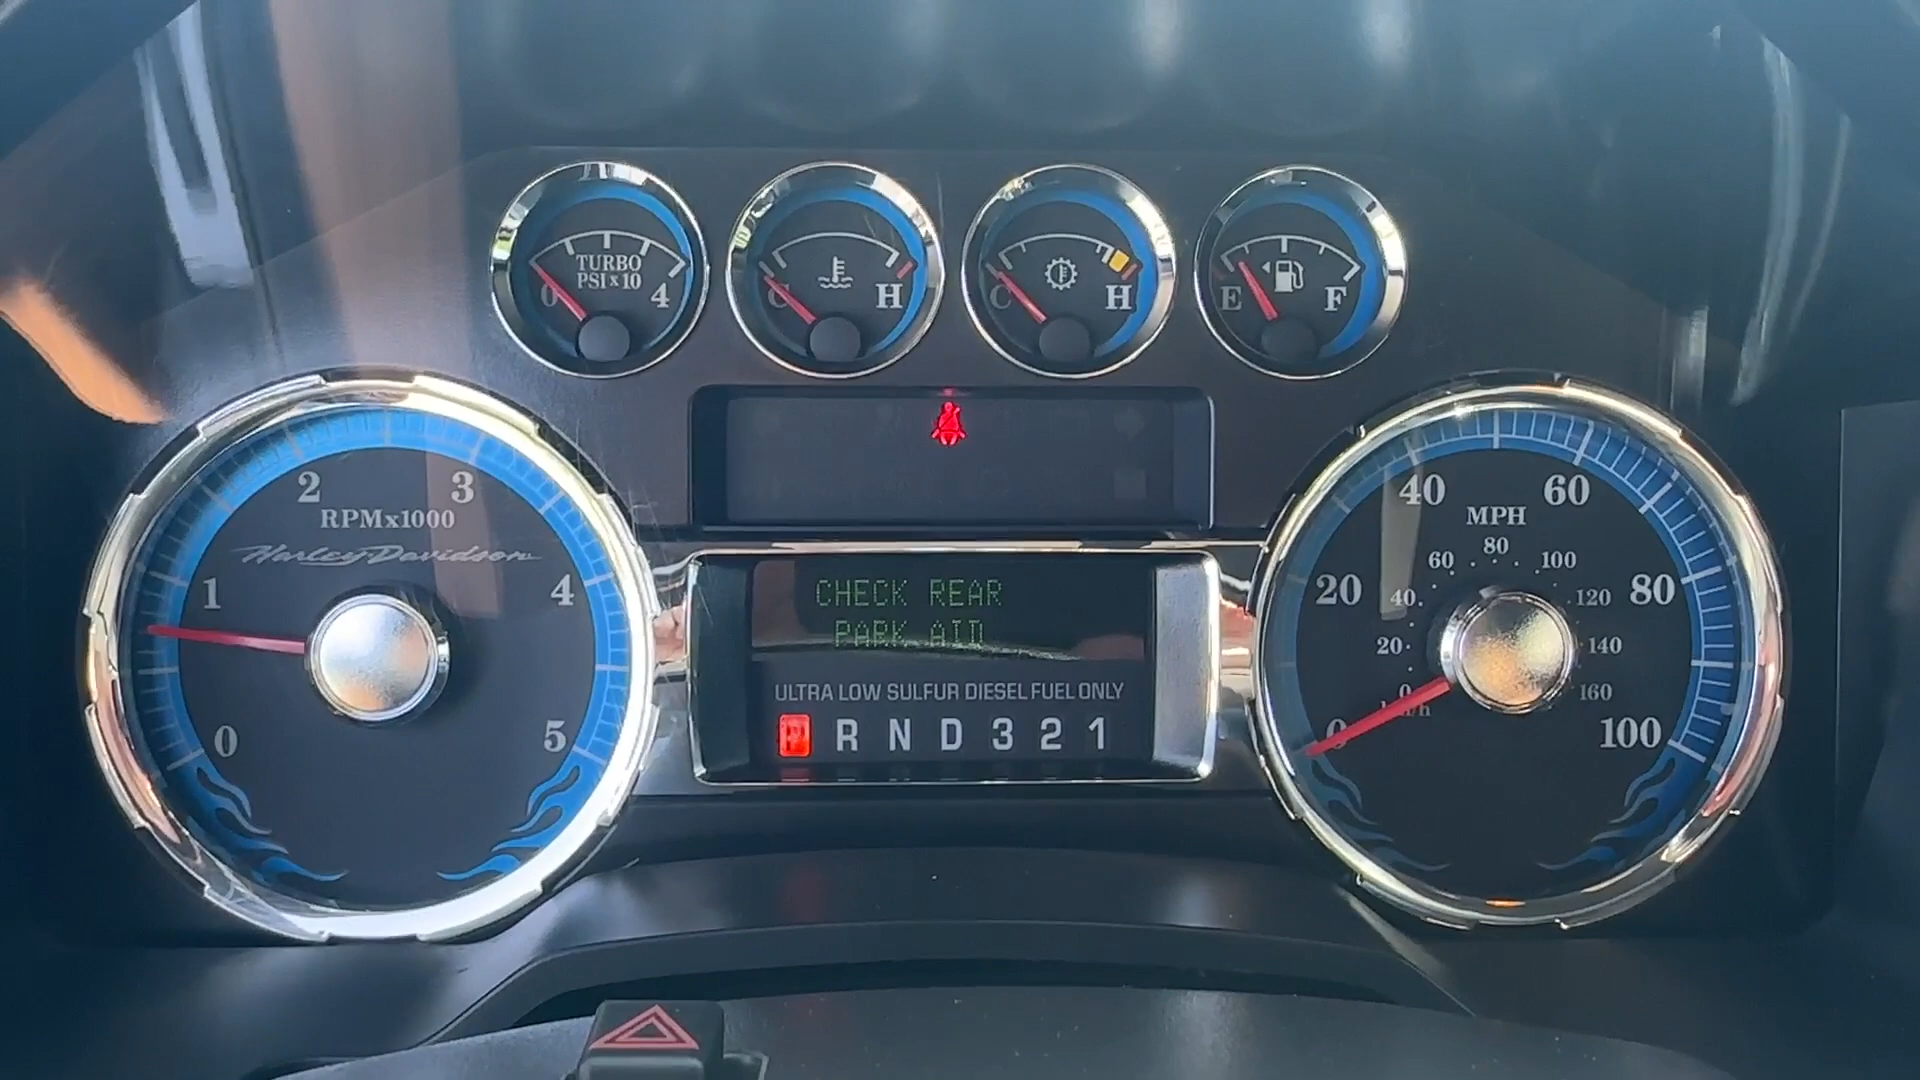 TURBO
PSI x 10
0 4
C H
C H
E F
0 1 2 3 4 5
RPMx1000
Harley-Davidson
CHECK REAR
PARK AID
ULTRA LOW SULFUR DIESEL FUEL ONLY
P R N D 3 2 1
MPH
0 20 40 60 80 100
0 20 40 60 80 100 120 140 160
km/h